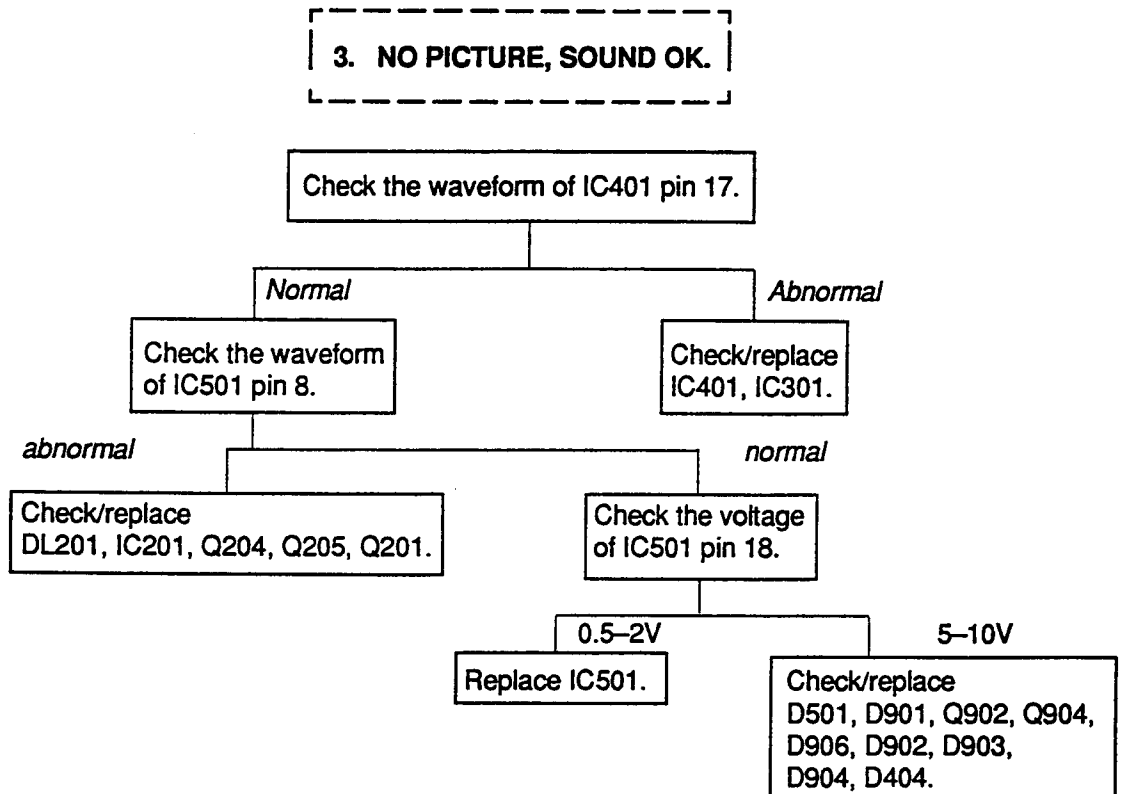 3. NO PICTURE, SOUND OK.
Check the waveform of IC401 pin 17.
Normal
Abnormal
Check the waveform
of IC501 pin 8.
Check/replace
IC401, IC301.
abnormal
normal
Check/replace
DL201, IC201, Q204, Q205, Q201.
Check the voltage
of IC501 pin 18.
0.5–2V
5–10V
Replace IC501.
Check/replace
D501, D901, Q902, Q904,
D906, D902, D903,
D904, D404.